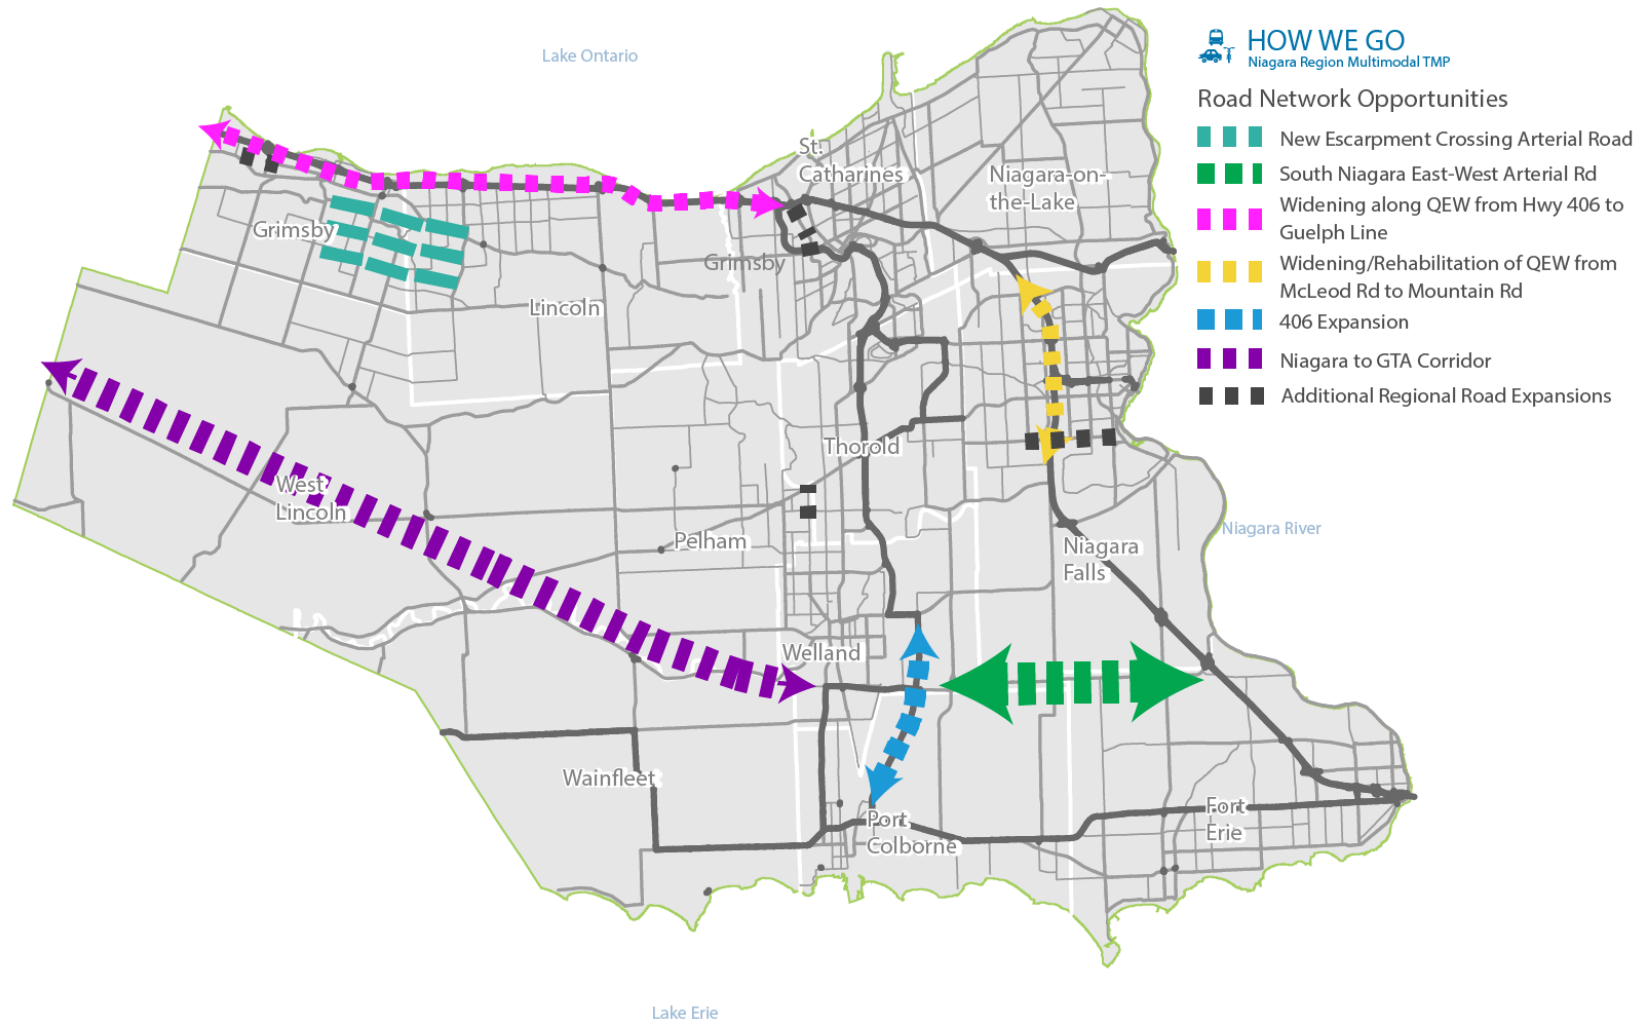 Lake Ontario
HOW WE GO
Niagara Region Multimodal TMP
Road Network Opportunities
New Escarpment Crossing Arterial Road
South Niagara East-West Arterial Rd
Widening along QEW from Hwy 406 to
Guelph Line
Widening/Rehabilitation of QEW from
McLeod Rd to Mountain Rd
406 Expansion
Niagara to GTA Corridor
Additional Regional Road Expansions
St.
Catharines
Niagara-on-
the-Lake
Grimsby
Grimsby
Lincoln
Thorold
West
Lincoln
Pelham
Niagara River
Niagara
Falls
Welland
Wainfleet
Port
Colborne
Fort
Erie
Lake Erie